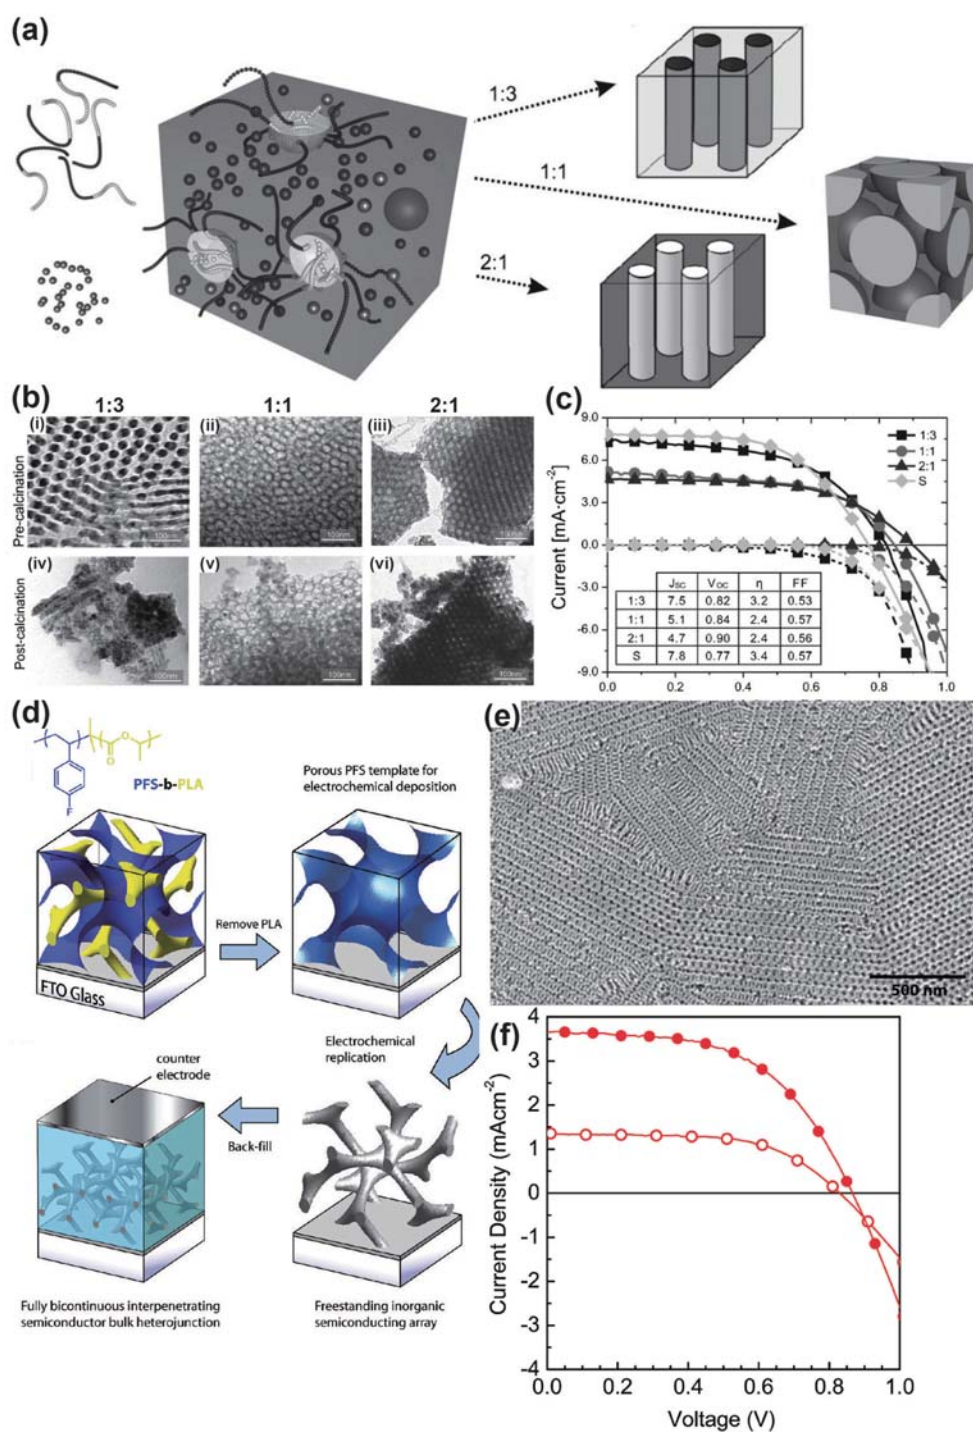 (a)
1:3
1:1
2:1
(b)
1:3
1:1
2:1
(i)
(ii)
(iii)
Pre-calcination
100nm
100nm
100nm
(iv)
(v)
(vi)
Post-calcination
100nm
100nm
100nm
(c)
9.0
6.0
3.0
0.0
-3.0
-6.0
-9.0
Current [mA·cm⁻²]
1:3
1:1
2:1
S
JSC VOC η FF
1:3 7.5 0.82 3.2 0.53
1:1 5.1 0.84 2.4 0.57
2:1 4.7 0.90 2.4 0.56
S 7.8 0.77 3.4 0.57
0.0 0.2 0.4 0.6 0.8 1.0
(d)
O
O
F
PFS-b-PLA
Porous PFS template for
electrochemical deposition
Remove PLA
FTO Glass
Electrochemical
replication
counter
electrode
Back-fill
Fully bicontinuous interpenetrating
semiconductor bulk heterojunction
Freestanding inorganic
semiconducting array
(e)
500 nm
(f)
4
3
2
1
0
-1
-2
-3
-4
Current Density (mAcm⁻²)
0.0 0.2 0.4 0.6 0.8 1.0
Voltage (V)